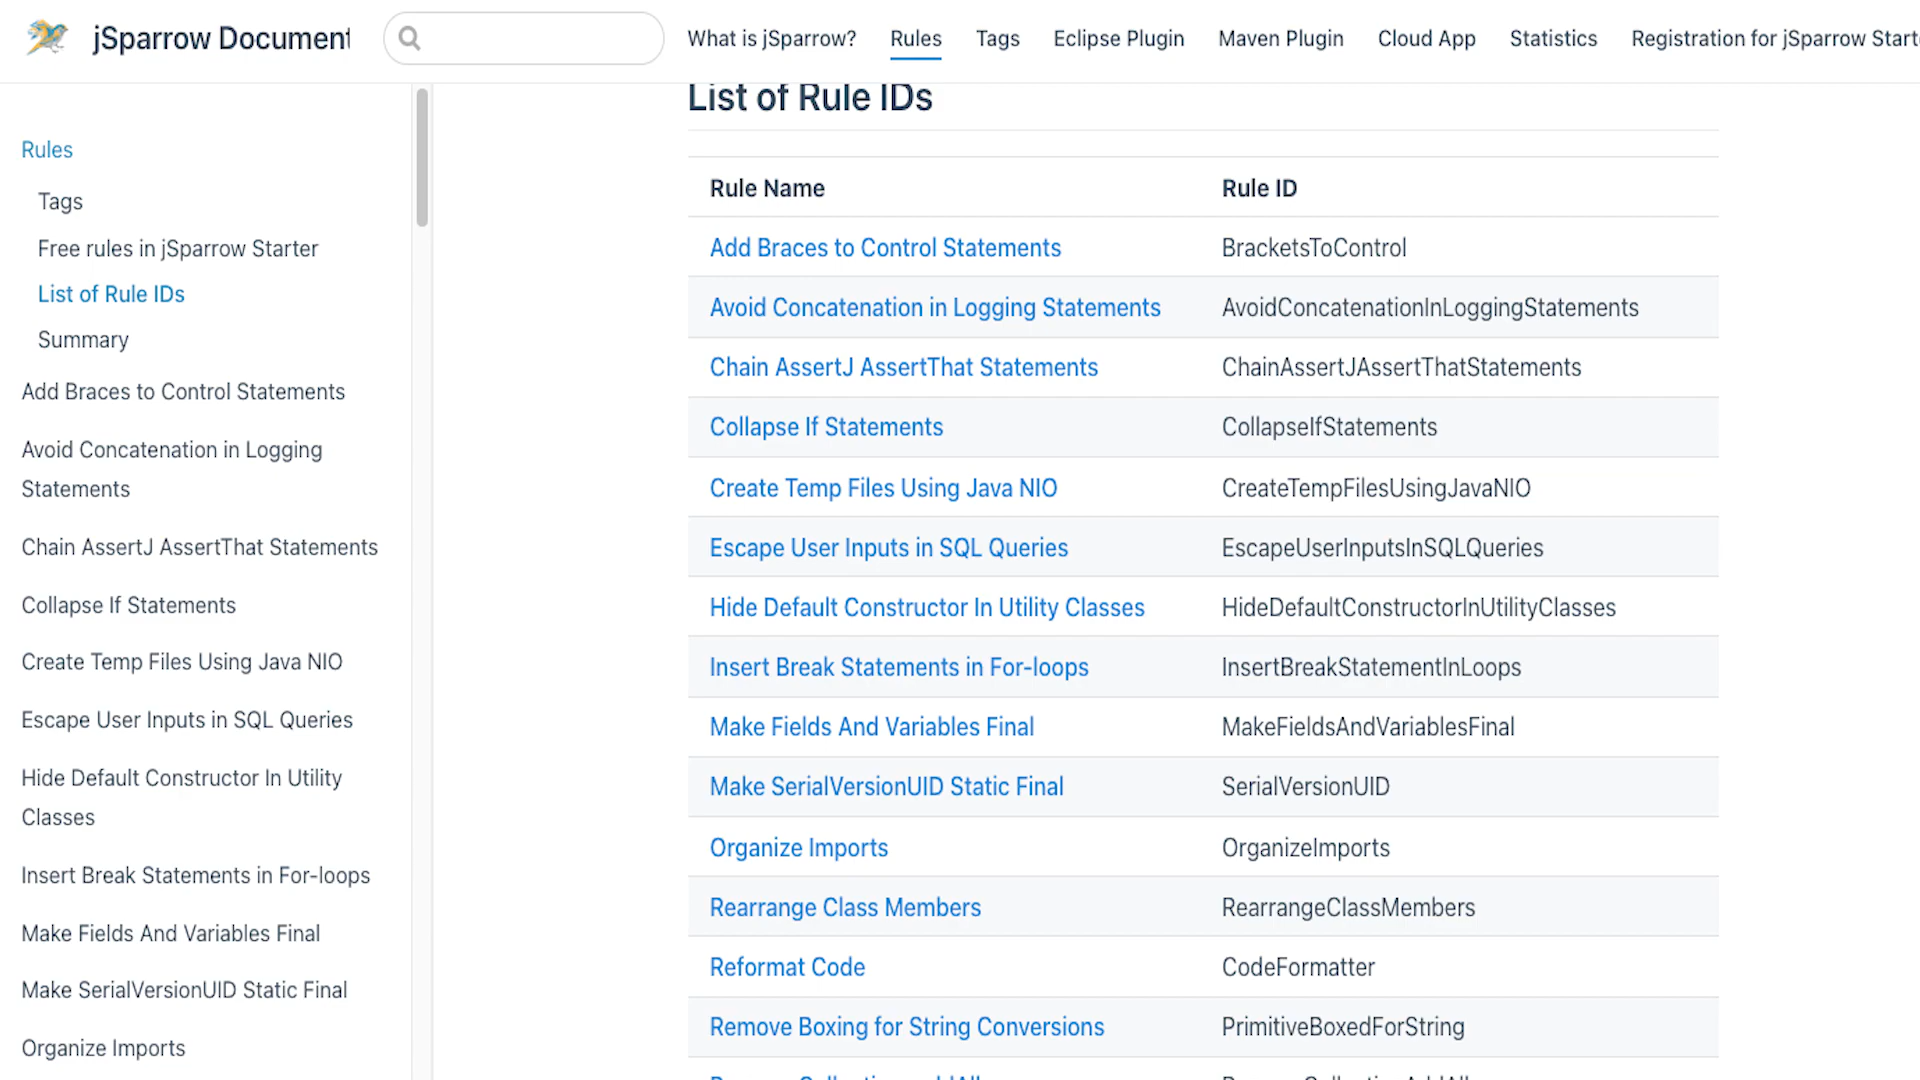 jSparrow Document
What is jSparrow?
Rules
Tags
Eclipse Plugin
Maven Plugin
Cloud App
Statistics
Registration for jSparrow Start
Rules
Tags
Free rules in jSparrow Starter
List of Rule IDs
Summary
Add Braces to Control Statements
Avoid Concatenation in Logging
Statements
Chain AssertJ AssertThat Statements
Collapse If Statements
Create Temp Files Using Java NIO
Escape User Inputs in SQL Queries
Hide Default Constructor In Utility
Classes
Insert Break Statements in For-loops
Make Fields And Variables Final
Make SerialVersionUID Static Final
Organize Imports
List of Rule IDs
Rule Name Rule ID
Add Braces to Control Statements BracketsToControl
Avoid Concatenation in Logging Statements AvoidConcatenationInLoggingStatements
Chain AssertJ AssertThat Statements ChainAssertJAssertThatStatements
Collapse If Statements CollapseIfStatements
Create Temp Files Using Java NIO CreateTempFilesUsingJavaNIO
Escape User Inputs in SQL Queries EscapeUserInputsInSQLQueries
Hide Default Constructor In Utility Classes HideDefaultConstructorInUtilityClasses
Insert Break Statements in For-loops InsertBreakStatementInLoops
Make Fields And Variables Final MakeFieldsAndVariablesFinal
Make SerialVersionUID Static Final SerialVersionUID
Organize Imports OrganizeImports
Rearrange Class Members RearrangeClassMembers
Reformat Code CodeFormatter
Remove Boxing for String Conversions PrimitiveBoxedForString